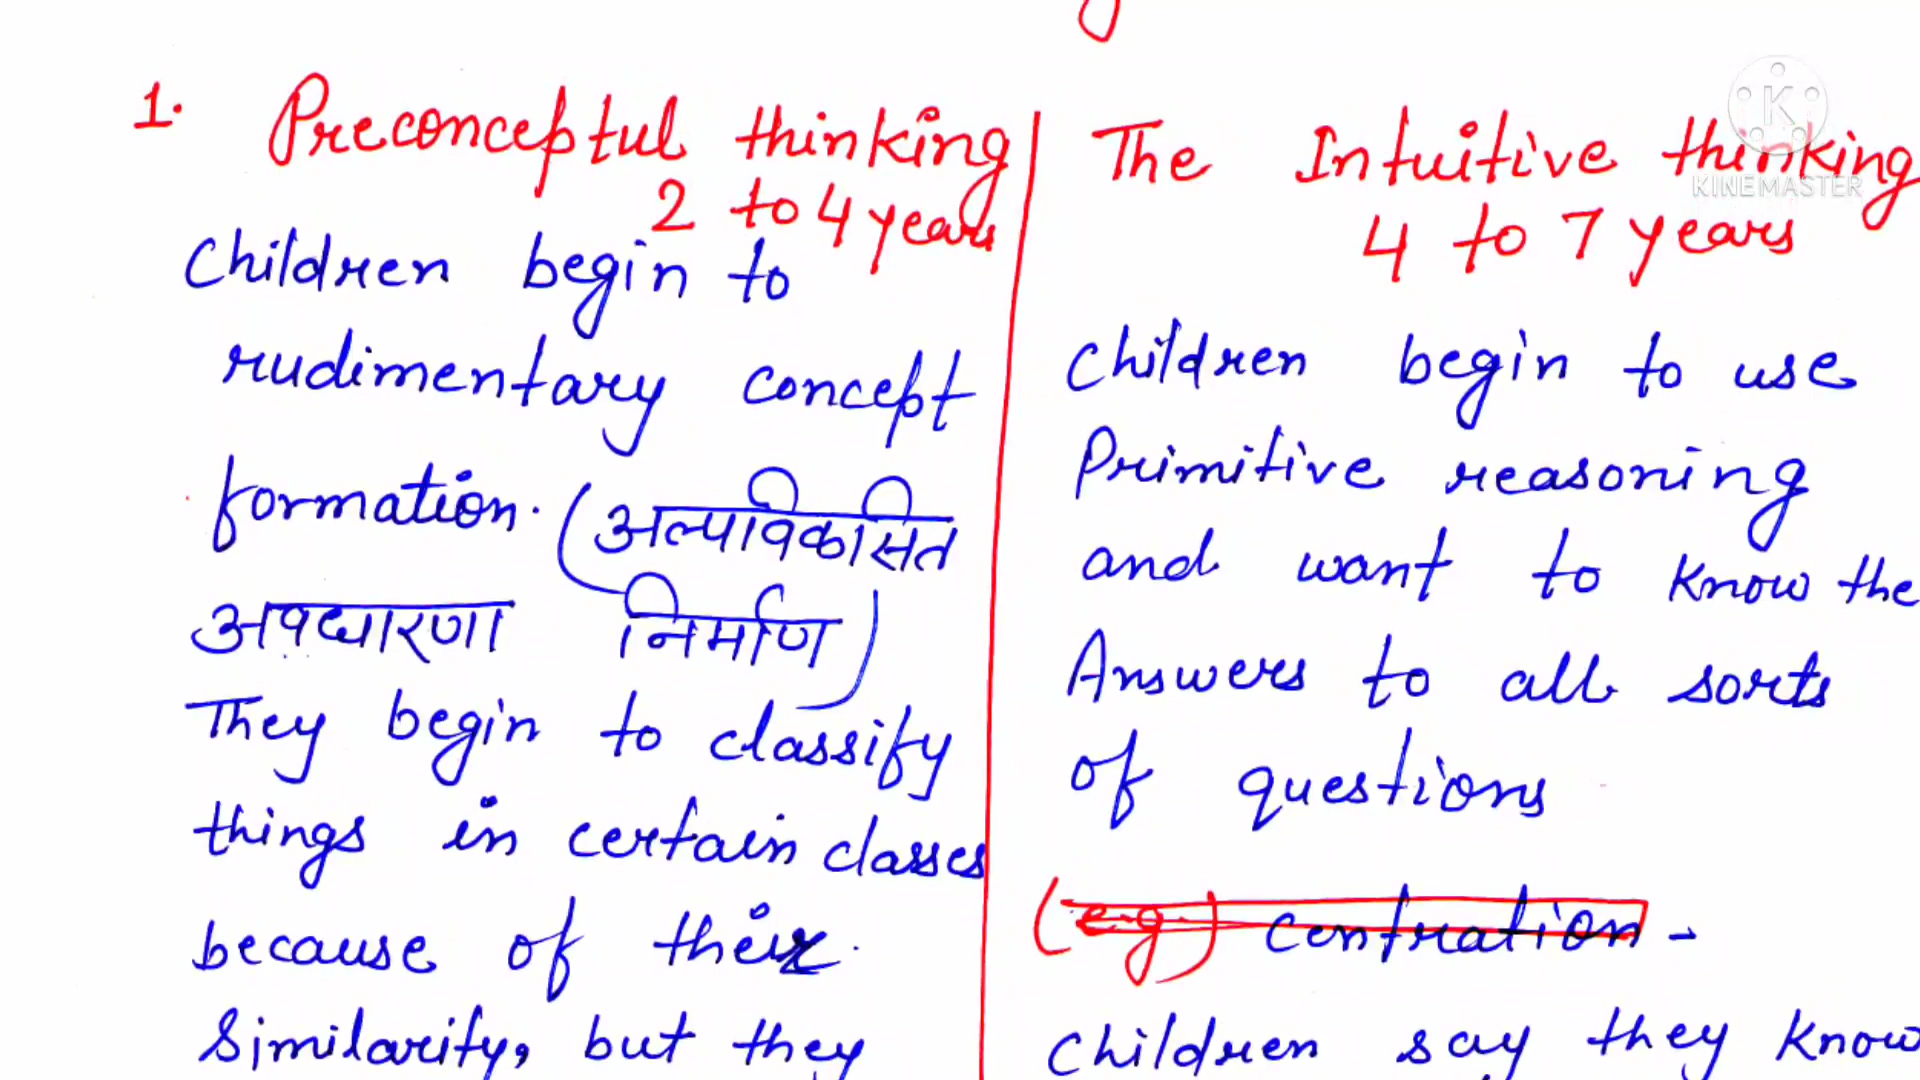 1. Preconceptul thinking
2 to 4 years
Children begin to
rudimentary concept
formation. (अल्पविकसित
अवधारणा निर्माण)
They begin to classify
things in certain classes
because of their
Similarity, but they
The Intuitive thinking
4 to 7 years
Children begin to use
Primitive reasoning
and want to know the
Answers to all sorts
of questions
(e.g.) Centration -
Children say they know
KINEMASTER